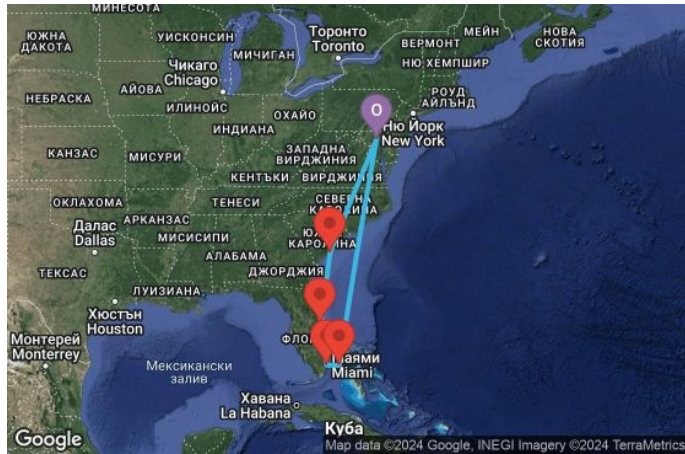 МИНЕСОТА
ЮЖНА
ДАКОТА
УИСКОНСИН
МИЧИГАН
Торонто
Toronto
ВЕРМОНТ
МЕЙН
НОВА
СКОТИЯ
НЮ ХЕМПШИР
Чикаго
Chicago
НЕБРАСКА
АЙОВА
ИЛИНОЙС
ИНДИАНА
ОХАЙО
РОУД
АЙЛЪНД
O
Ню Йорк
New York
КАНЗАС
МИСУРИ
ЗАПАДНА
ВИРДЖИНИЯ
КЕНТЪКИ
ВИРДЖИНИЯ
ОКЛАХОМА
АРКАНЗАС
ТЕНЕСИ
СЕВЕРНА
КАРОЛИНА
Далас
Dallas
МИСИСИПИ
АЛАБАМА
КАРОЛИНА
ДЖОРДЖИЯ
ТЕКСАС
ЛУИЗИАНА
Хюстън
Houston
Монтерей
Monterrey
Мексикански
залив
Miami
Хавана
La Habana
Куба
Google
Map data ©2024 Google, INEGI Imagery ©2024 TerraMetrics